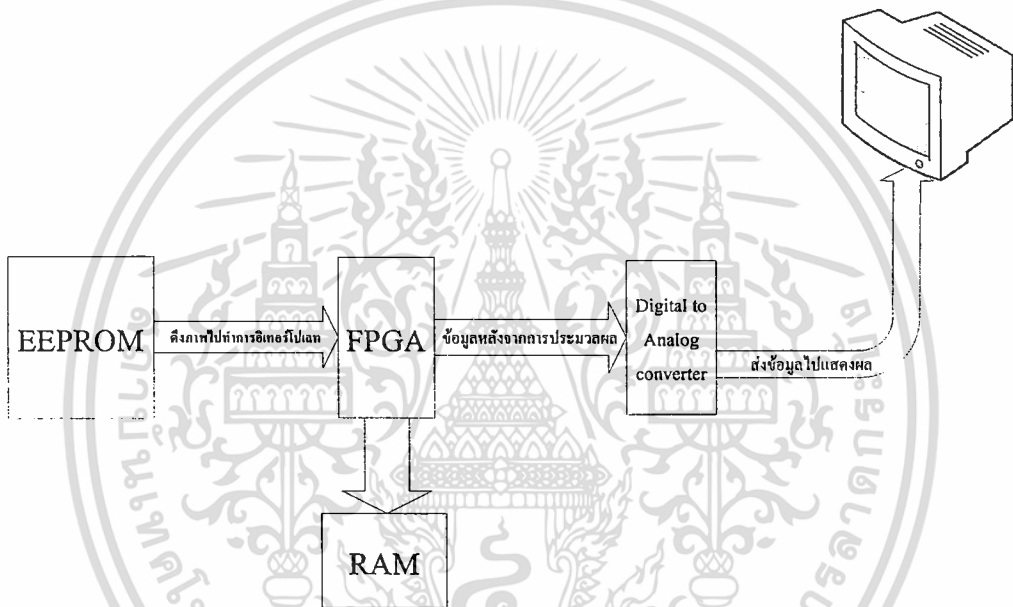 EEPROM
ดึงภาพไปทำการอิเทอร์โปเลท
FPGA
ข้อมูลหลังจากการประมวลผล
Digital to
Analog
converter
ส่งข้อมูลไปแสดงผล
RAM